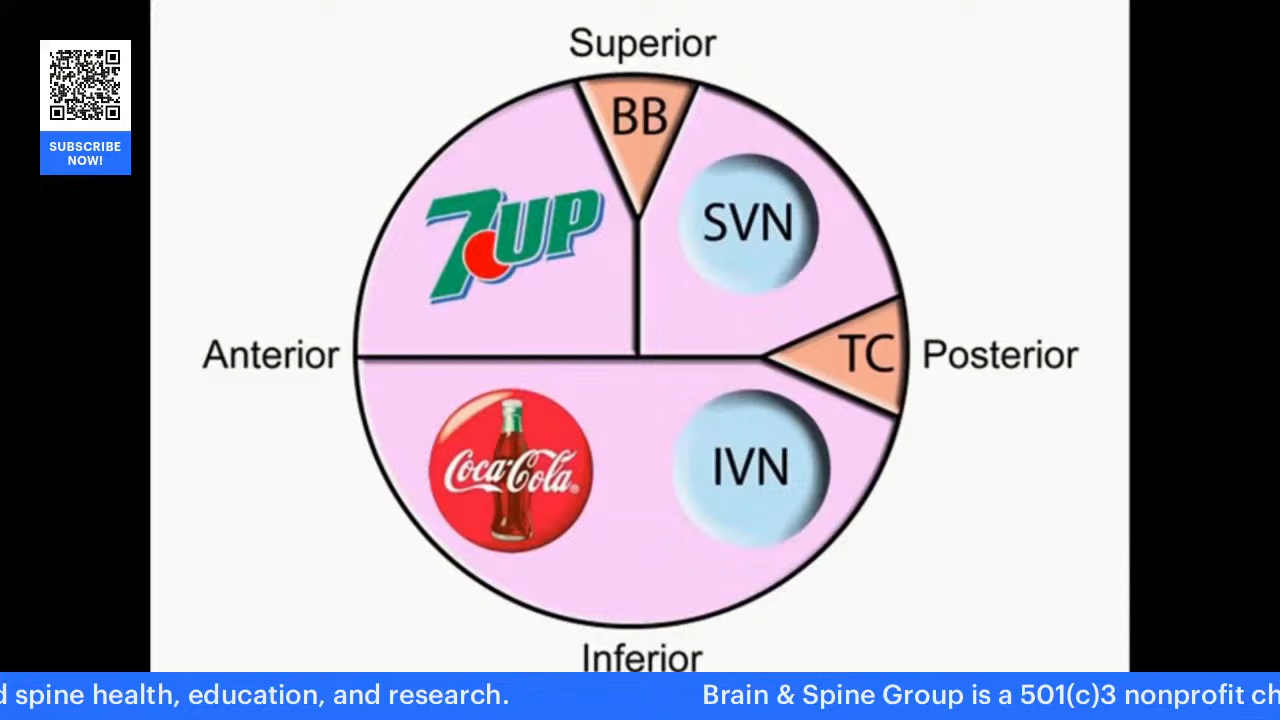 Superior
SUBSCRIBE
NOW!
BB
7UP
SVN
Anterior
TC
Posterior
Coca-Cola
IVN
Inferior
d spine health, education, and research.
Brain & Spine Group is a 501(c)3 nonprofit ch